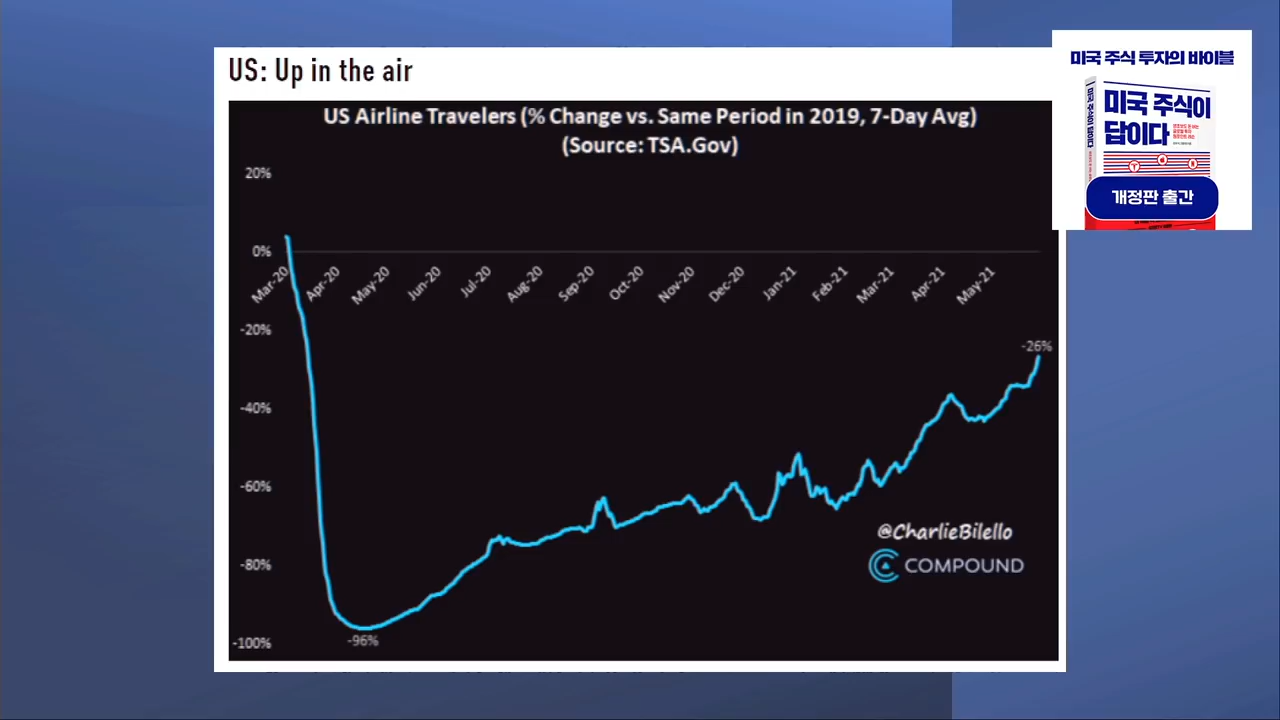 US: Up in the air
US Airline Travelers (% Change vs. Same Period in 2019, 7-Day Avg)
(Source: TSA.Gov)
20%
0%
-20%
-40%
-60%
-80%
-100%
Mar-20
Apr-20
May-20
Jun-20
Jul-20
Aug-20
Sep-20
Oct-20
Nov-20
Dec-20
Jan-21
Feb-21
Mar-21
Apr-21
May-21
-26%
-96%
@CharlieBilello
COMPOUND
미국 주식 투자의 바이블
미국 주식이
답이다
개정판 출간